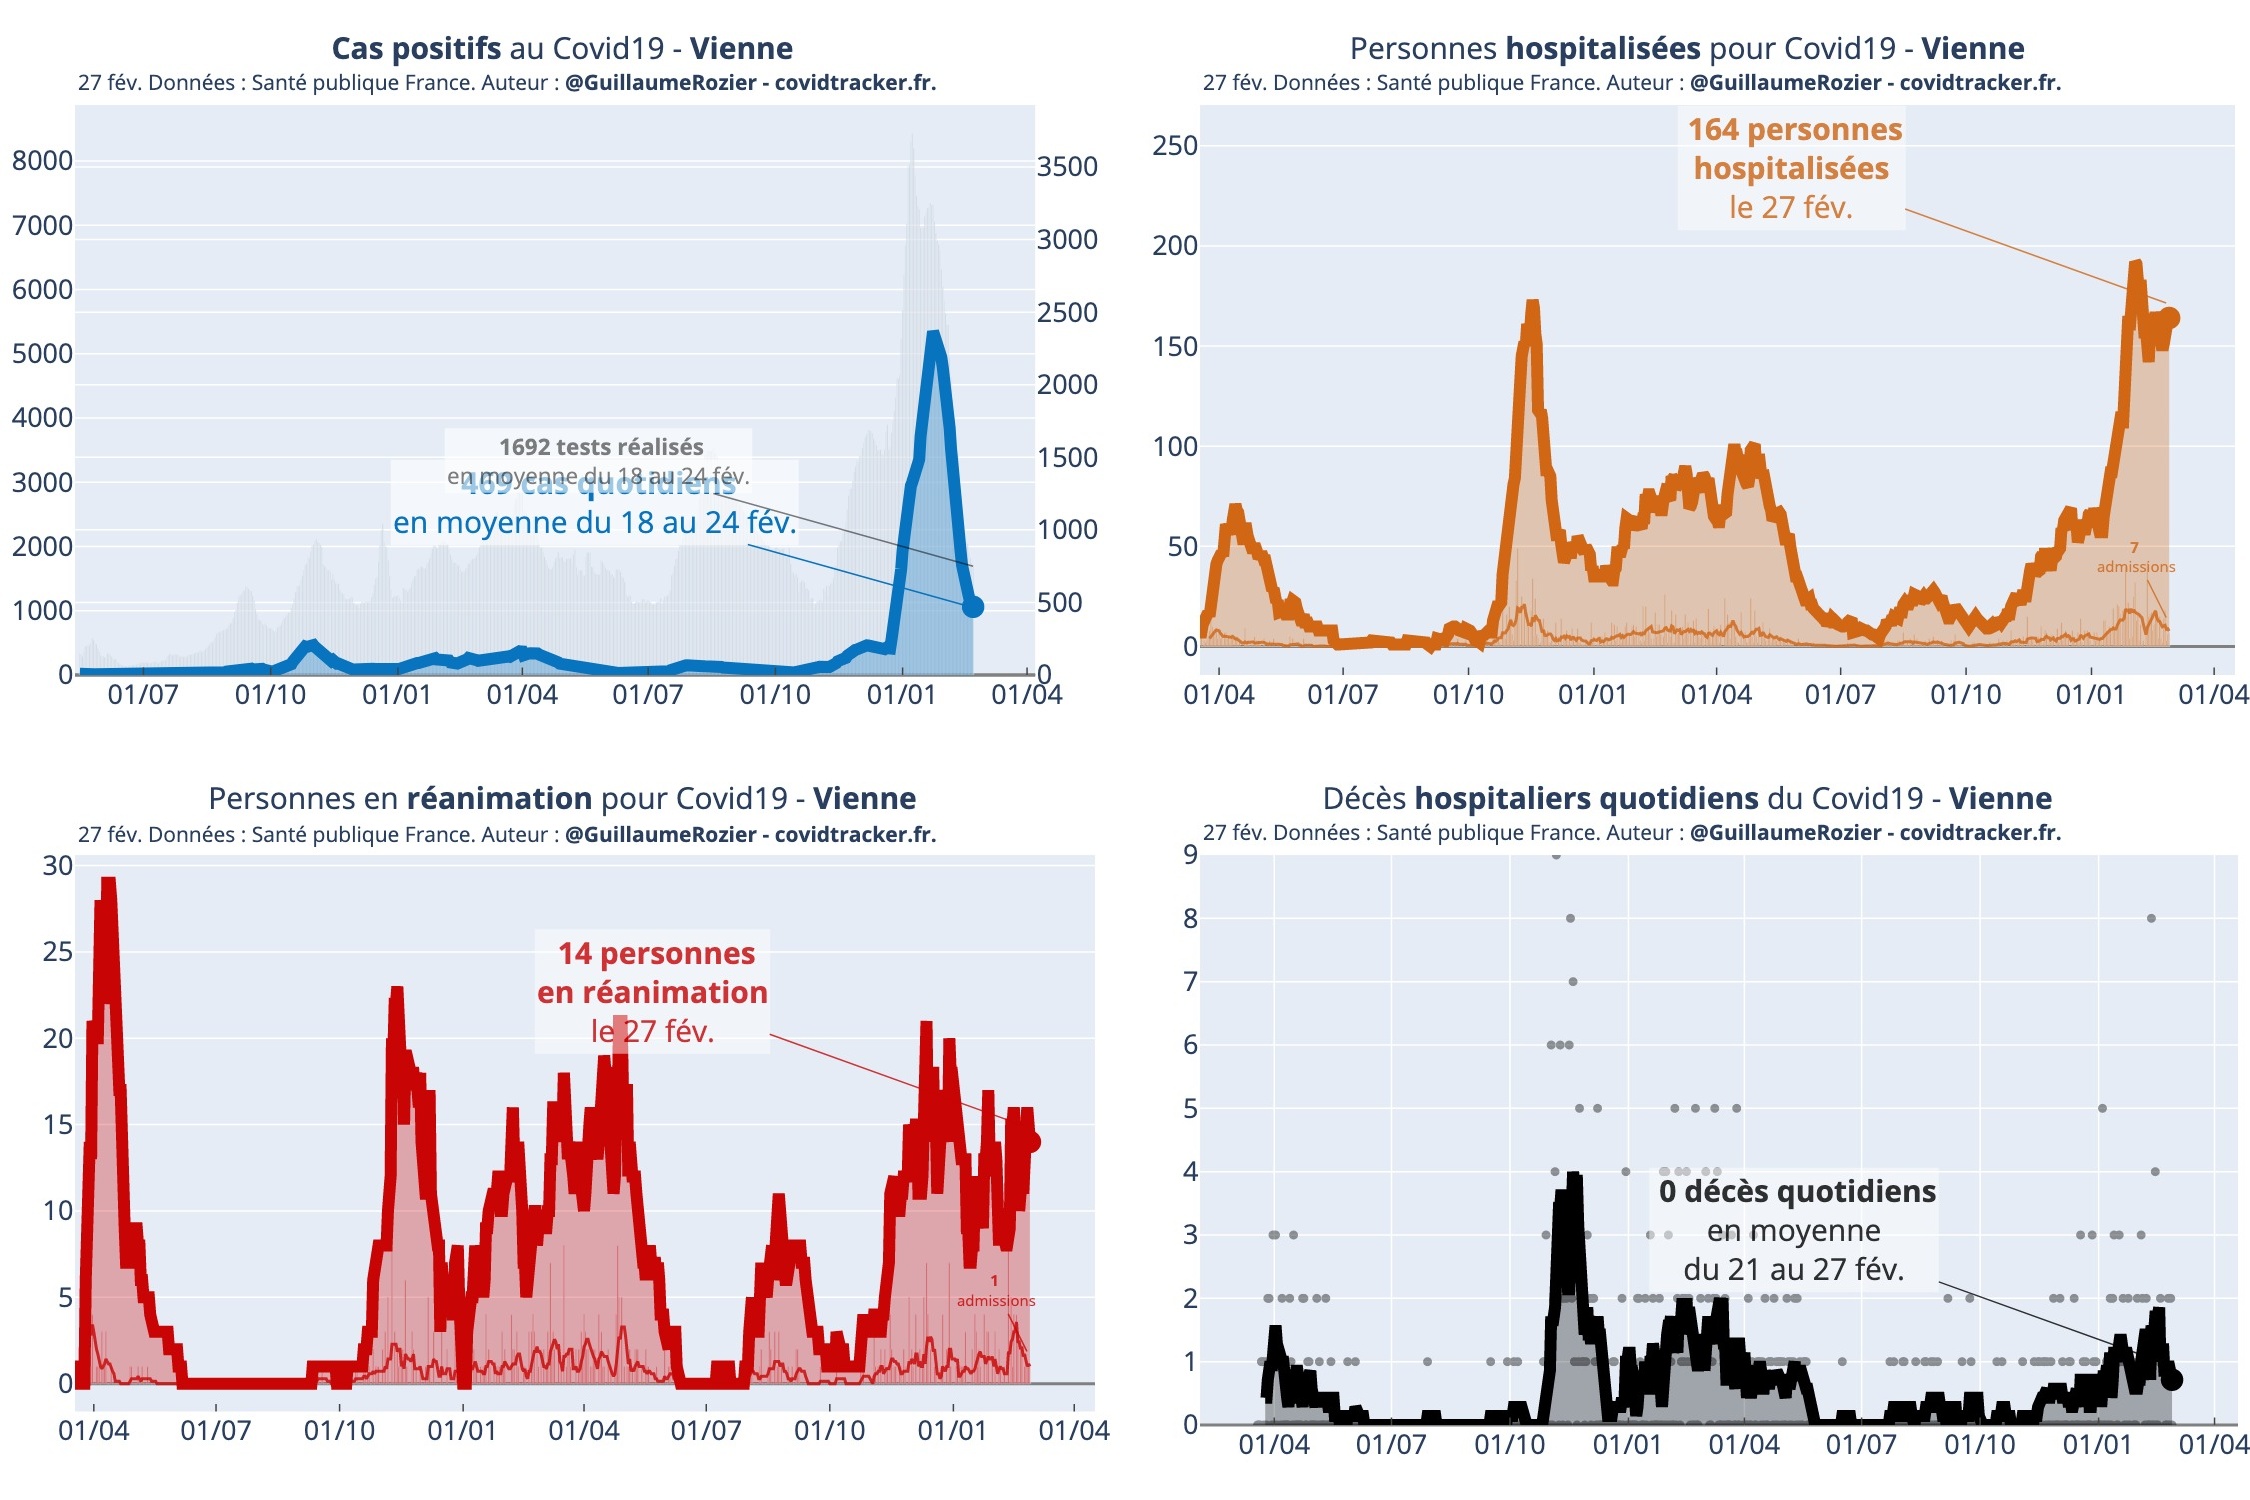 Cas positifs au Covid19 - Vienne
27 fév. Données : Santé publique France. Auteur : @GuillaumeRozier - covidtracker.fr.
8000
7000
6000
5000
4000
3000
2000
1000
0
3500
3000
2500
2000
1500
1000
500
0
1692 tests réalisés
en moyenne du 18 au 24 fév.
469 cas quotidiens
en moyenne du 18 au 24 fév.
01/07 01/10 01/01 01/04 01/07 01/10 01/01 01/04
Personnes hospitalisées pour Covid19 - Vienne
27 fév. Données : Santé publique France. Auteur : @GuillaumeRozier - covidtracker.fr.
250
200
150
100
50
0
164 personnes
hospitalisées
le 27 fév.
7
admissions
01/04 01/07 01/10 01/01 01/04 01/07 01/10 01/01 01/04
Personnes en réanimation pour Covid19 - Vienne
27 fév. Données : Santé publique France. Auteur : @GuillaumeRozier - covidtracker.fr.
30
25
20
15
10
5
0
14 personnes
en réanimation
le 27 fév.
1
admissions
01/04 01/07 01/10 01/01 01/04 01/07 01/10 01/01 01/04
Décès hospitaliers quotidiens du Covid19 - Vienne
27 fév. Données : Santé publique France. Auteur : @GuillaumeRozier - covidtracker.fr.
9
8
7
6
5
4
3
2
1
0
0 décès quotidiens
en moyenne
du 21 au 27 fév.
01/04 01/07 01/10 01/01 01/04 01/07 01/10 01/01 01/04